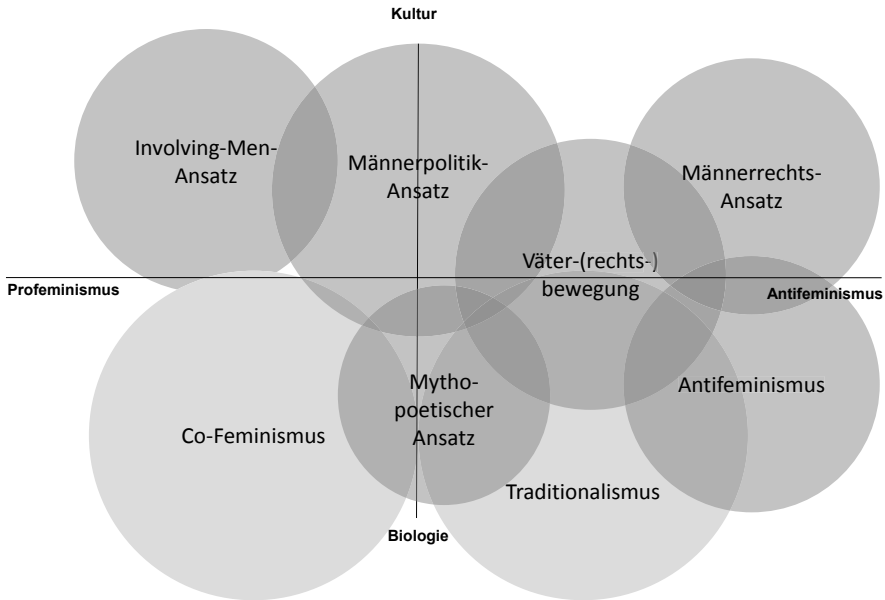 Kultur
Involving-Men-
Ansatz
Männerpolitik-
Ansatz
Männerrechts-
Ansatz
Väter-(rechts-)
bewegung
Profeminismus
Antifeminismus
Mytho-
poetischer
Ansatz
Antifeminismus
Co-Feminismus
Traditionalismus
Biologie